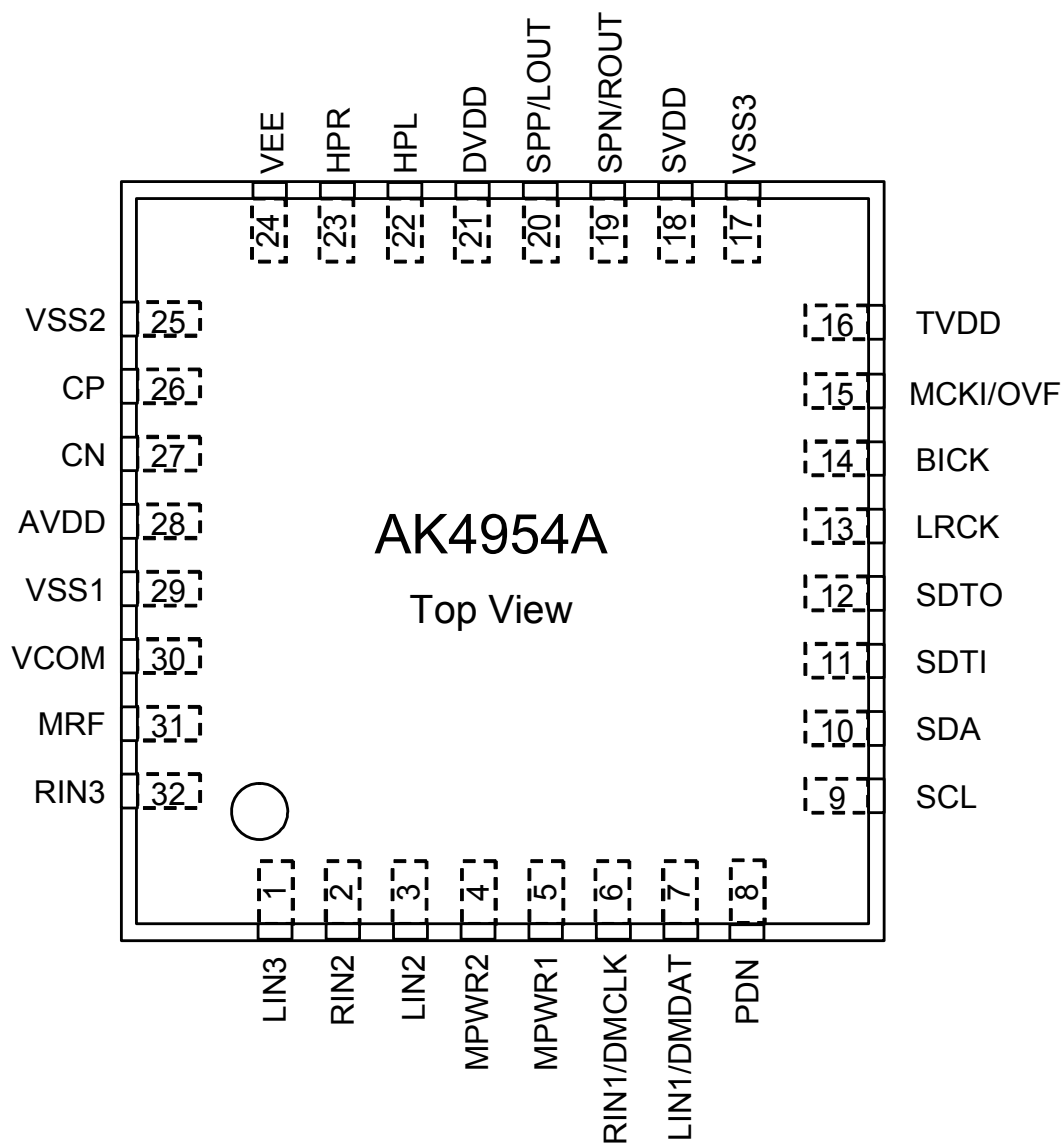 VEE
HPR
HPL
DVDD
SPP/LOUT
SPN/ROUT
SVDD
VSS3
24
23
22
21
20
19
18
17
VSS2 25
CP 26
CN 27
AVDD 28
VSS1 29
VCOM 30
MRF 31
RIN3 32
AK4954A
Top View
16 TVDD
15 MCKI/OVF
14 BICK
13 LRCK
12 SDTO
11 SDTI
10 SDA
9 SCL
1
2
3
4
5
6
7
8
LIN3
RIN2
LIN2
MPWR2
MPWR1
RIN1/DMCLK
LIN1/DMDAT
PDN